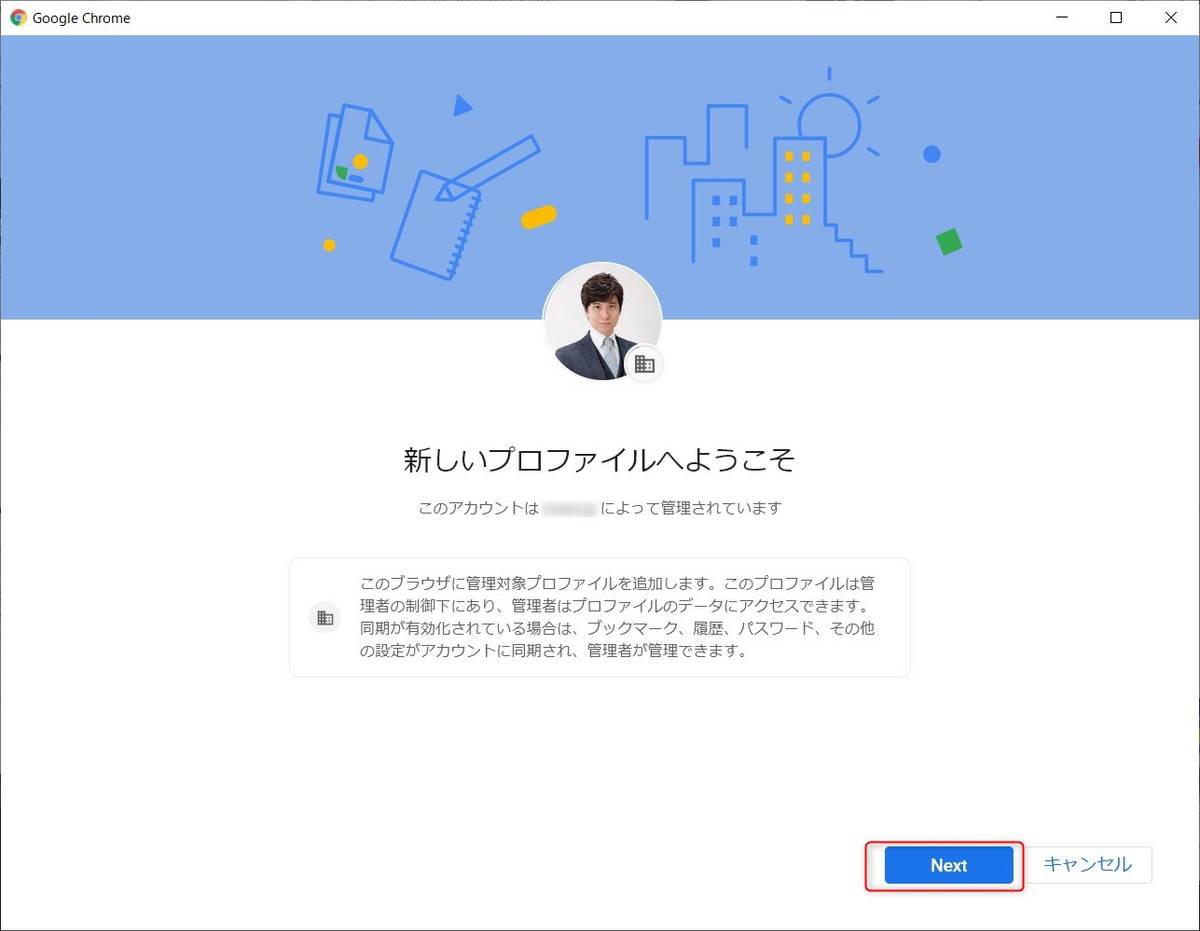 Google Chrome
新しいプロファイルへようこそ
このアカウントは によって管理されています
このブラウザに管理対象プロファイルを追加します。このプロファイルは管
理者の制御下にあり、管理者はプロファイルのデータにアクセスできます。
同期が有効化されている場合は、ブックマーク、履歴、パスワード、その他
の設定がアカウントに同期され、管理者が管理できます。
Next
キャンセル